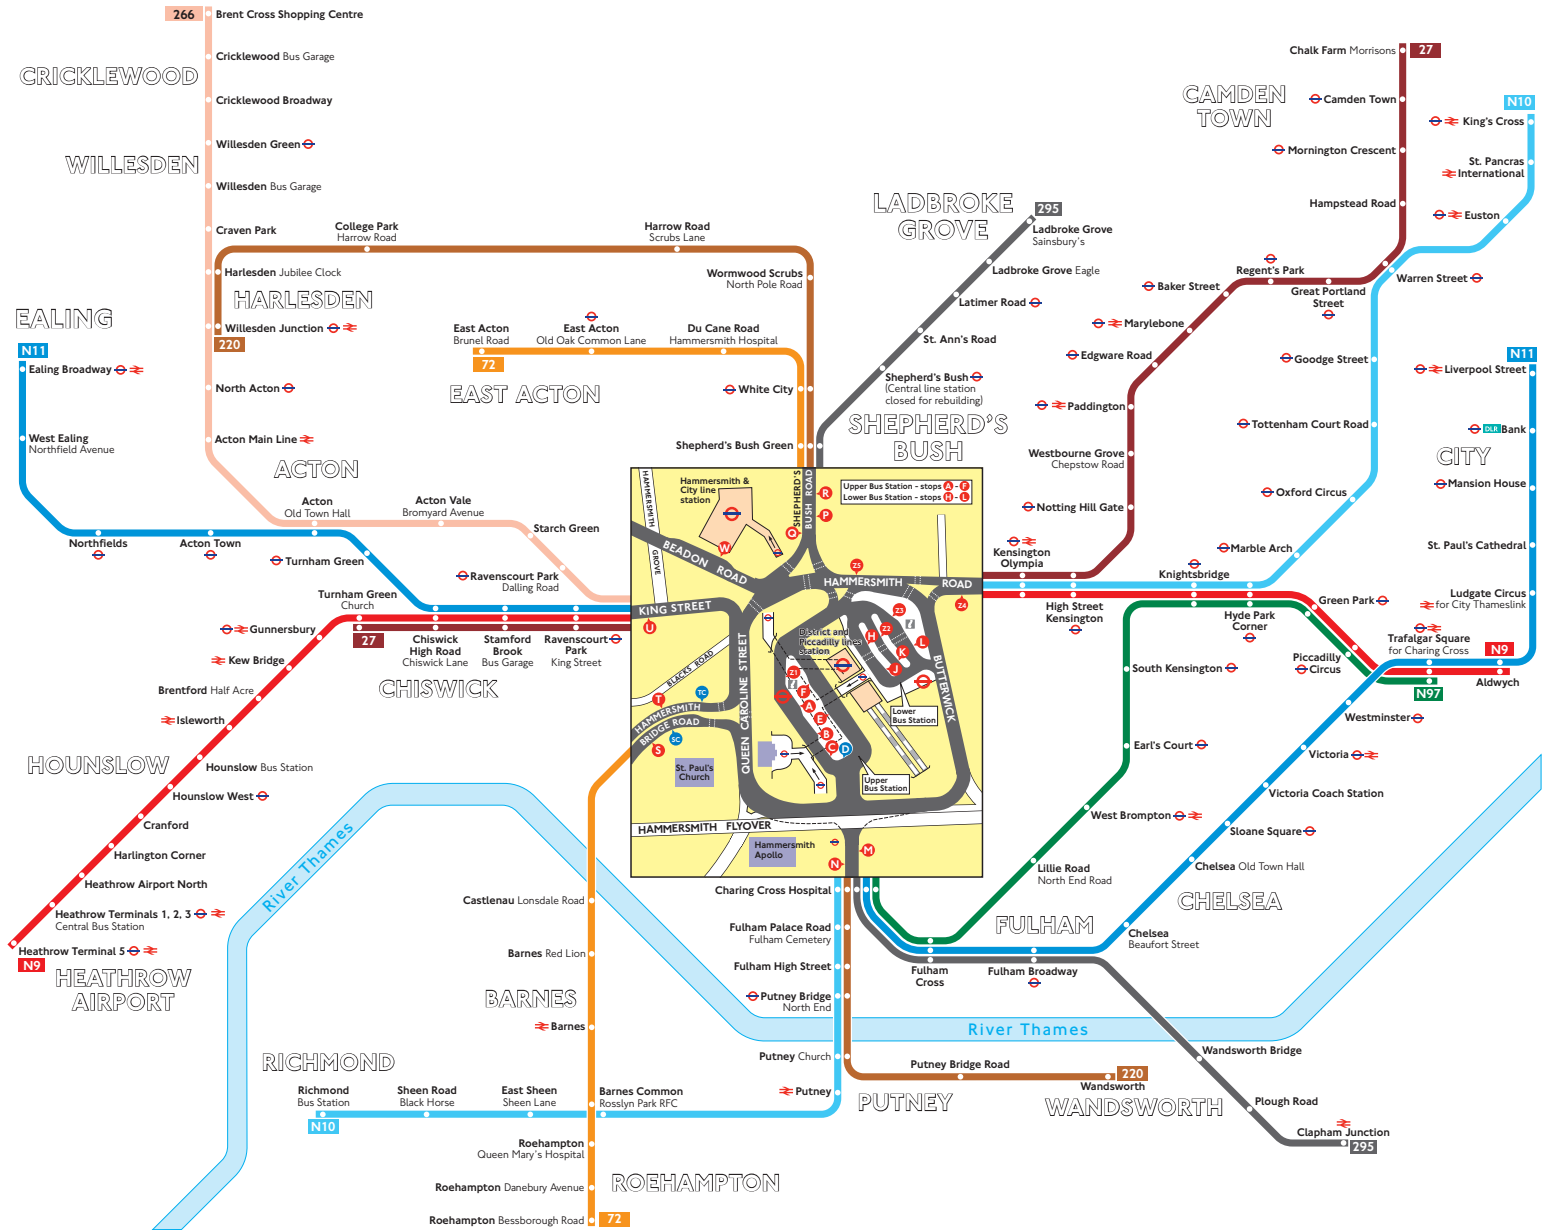 266
Brent Cross Shopping Centre
Cricklewood Bus Garage
CRICKLEWOOD
Cricklewood Broadway
Willesden Green
WILLESDEN
Willesden Bus Garage
Craven Park
Harlesden Jubilee Clock
HARLESDEN
Willesden Junction
220
North Acton
Acton Main Line
ACTON
College Park
Harrow Road
Harrow Road
Scrubs Lane
Wormwood Scrubs
North Pole Road
East Acton
Brunel Road
East Acton
Old Oak Common Lane
Du Cane Road
Hammersmith Hospital
72
EAST ACTON
White City
Shepherd's Bush Green
EALING
N11
Ealing Broadway
West Ealing
Northfield Avenue
Northfields
Acton Town
Acton
Old Town Hall
Acton Vale
Bromyard Avenue
Starch Green
Turnham Green
Ravenscourt Park
Dalling Road
Turnham Green
Church
27
Chiswick
High Road
Chiswick Lane
Stamford
Brook
Bus Garage
Ravenscourt
Park
King Street
CHISWICK
Gunnersbury
Kew Bridge
Brentford Half Acre
Isleworth
HOUNSLOW
Hounslow Bus Station
Hounslow West
Cranford
Harlington Corner
Heathrow Airport North
Heathrow Terminals 1, 2, 3
Central Bus Station
Heathrow Terminal 5
N9
HEATHROW
AIRPORT
River Thames
LADBROKE
GROVE
295
Ladbroke Grove
Sainsbury's
Ladbroke Grove Eagle
Latimer Road
St. Ann's Road
Shepherd's Bush
(Central line station
closed for rebuilding)
SHEPHERD'S
BUSH
Chalk Farm Morrisons
27
CAMDEN
TOWN
Camden Town
Mornington Crescent
Hampstead Road
Regent's Park
Great Portland
Street
Baker Street
Marylebone
Edgware Road
Paddington
Westbourne Grove
Chepstow Road
Notting Hill Gate
Kensington
Olympia
High Street
Kensington
N10
King's Cross
St. Pancras
International
Euston
Warren Street
Goodge Street
Tottenham Court Road
Oxford Circus
Marble Arch
Knightsbridge
Hyde Park
Corner
Green Park
Piccadilly
Circus
N11
Liverpool Street
DLR
Bank
CITY
Mansion House
St. Paul's Cathedral
Ludgate Circus
for City Thameslink
Trafalgar Square
for Charing Cross
N9
Aldwych
N97
Westminster
Victoria
Victoria Coach Station
Sloane Square
Chelsea Old Town Hall
CHELSEA
Chelsea
Beaufort Street
South Kensington
Earl's Court
West Brompton
Lillie Road
North End Road
FULHAM
Fulham
Cross
Fulham Broadway
River Thames
Wandsworth Bridge
Plough Road
Clapham Junction
295
Charing Cross Hospital
Fulham Palace Road
Fulham Cemetery
Fulham High Street
Putney Bridge
North End
Putney Church
Putney
PUTNEY
Putney Bridge Road
220
Wandsworth
WANDSWORTH
Castlenau Lonsdale Road
Barnes Red Lion
BARNES
Barnes
RICHMOND
Richmond
Bus Station
N10
Sheen Road
Black Horse
East Sheen
Sheen Lane
Barnes Common
Rosslyn Park RFC
Roehampton
Queen Mary's Hospital
Roehampton Danebury Avenue
ROEHAMPTON
Roehampton Bessborough Road
72
HAMMERSMITH
GROVE
Hammersmith &
City line
station
SHEPHERD'S
BUSH ROAD
Upper Bus Station - stops A - F
Lower Bus Station - stops H - L
R
P
Q
W
BEADON ROAD
Z5
HAMMERSMITH ROAD
Z4
KING STREET
U
Z3
Z2
H
L
K
J
District and
Piccadilly lines
Station
Z1
F
A
E
B
C
D
BLACKS ROAD
TC
T
HAMMERSMITH
BRIDGE ROAD
SC
S
QUEEN CAROLINE STREET
BUTTERWICK
Lower
Bus Station
Upper
Bus Station
St. Paul's
Church
HAMMERSMITH FLYOVER
Hammersmith
Apollo
M
N